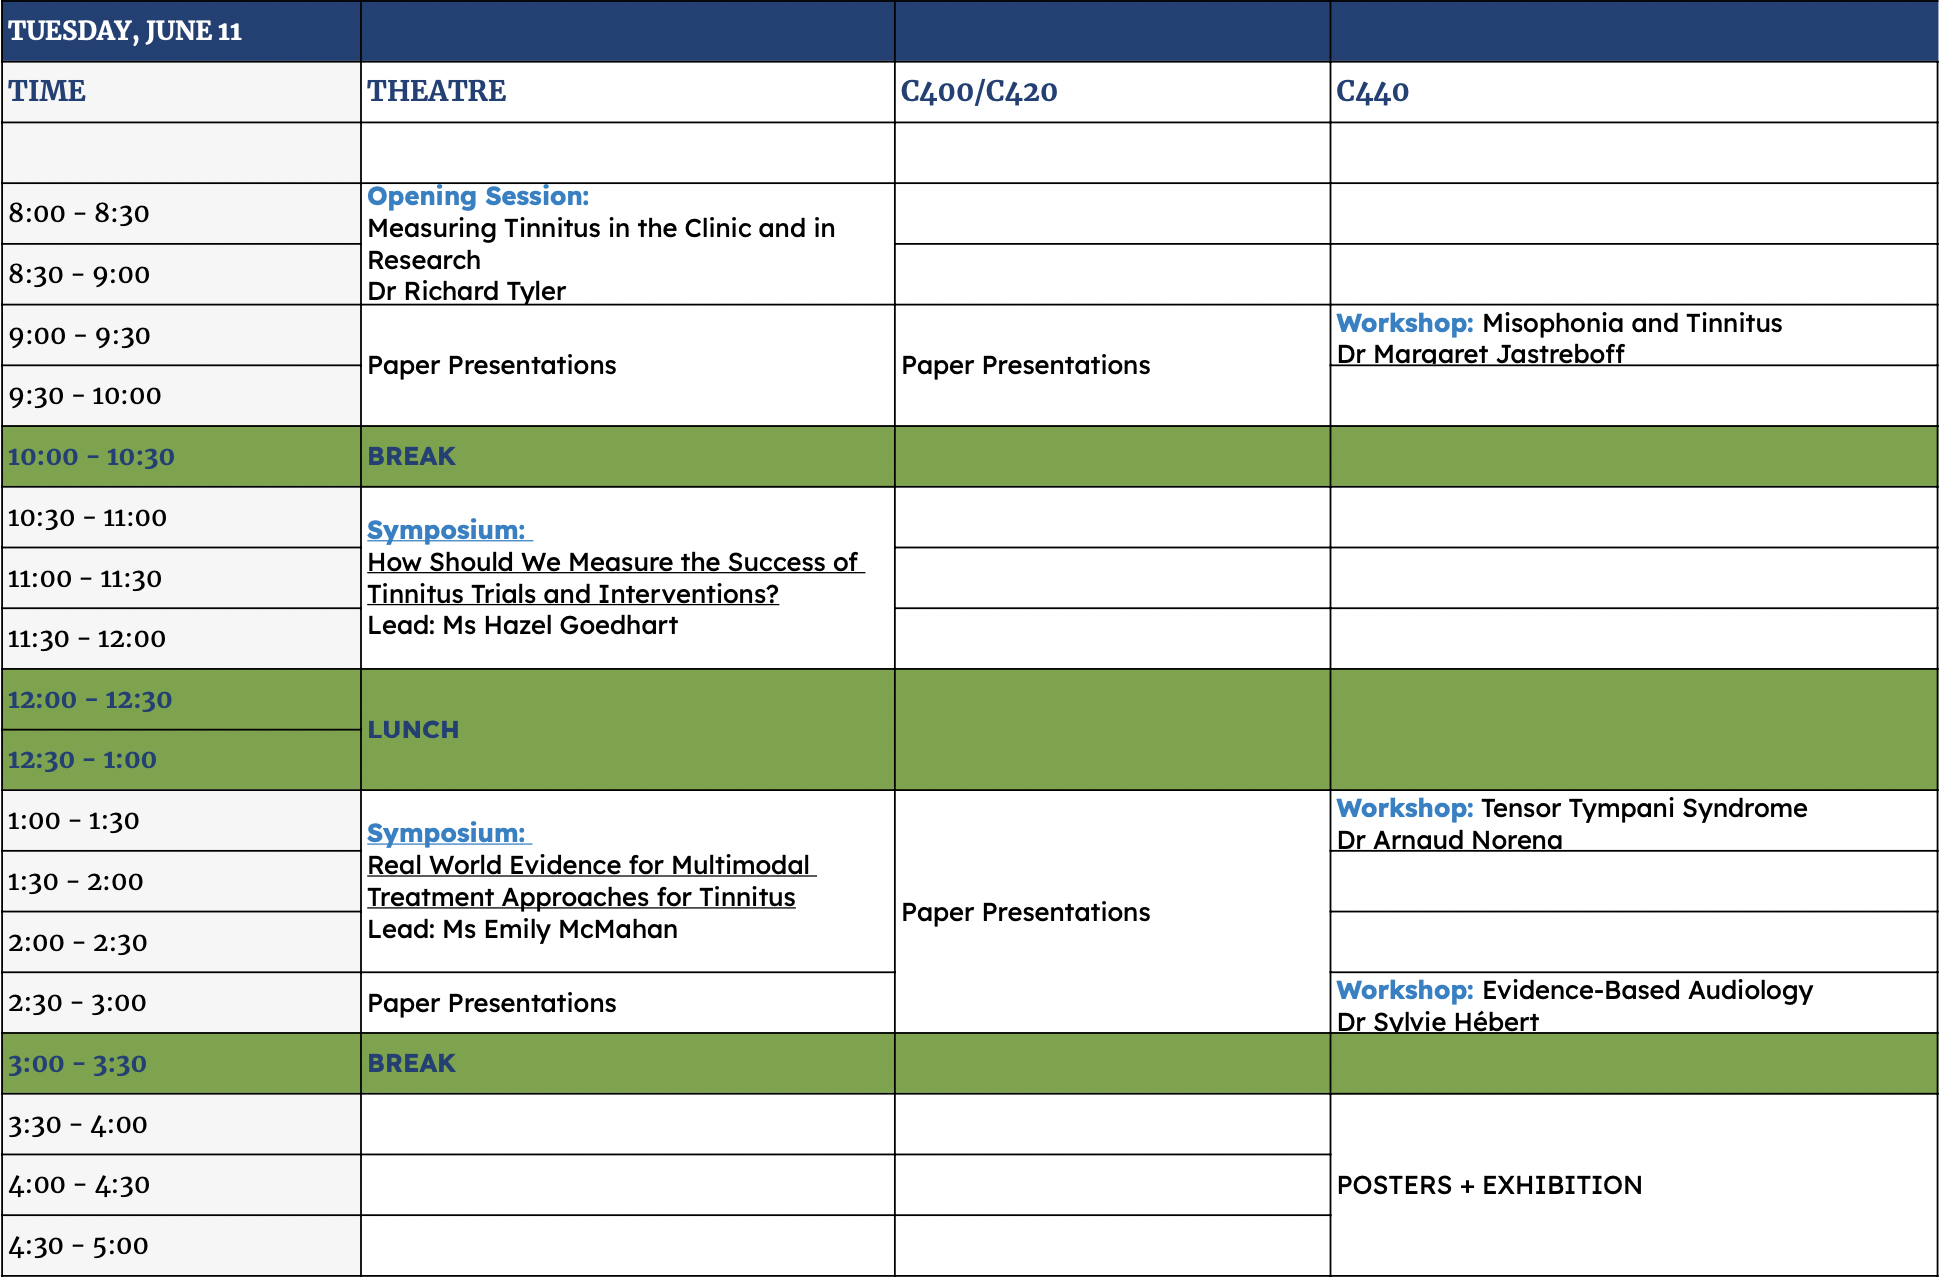 TUESDAY, JUNE 11
TIME
THEATRE
C400/C420
C440
8:00 – 8:30
Opening Session:
Measuring Tinnitus in the Clinic and in
Research
Dr Richard Tyler
8:30 – 9:00
9:00 – 9:30
Paper Presentations
Paper Presentations
Workshop: Misophonia and Tinnitus
Dr Margaret Jastreboff
9:30 – 10:00
10:00 – 10:30
BREAK
10:30 – 11:00
Symposium:
How Should We Measure the Success of
Tinnitus Trials and Interventions?
Lead: Ms Hazel Goedhart
11:00 – 11:30
11:30 – 12:00
12:00 – 12:30
LUNCH
12:30 – 1:00
1:00 – 1:30
Symposium:
Real World Evidence for Multimodal
Treatment Approaches for Tinnitus
Lead: Ms Emily McMahan
Paper Presentations
Workshop: Tensor Tympani Syndrome
Dr Arnaud Norena
1:30 – 2:00
2:00 – 2:30
2:30 – 3:00
Paper Presentations
Workshop: Evidence-Based Audiology
Dr Sylvie Hébert
3:00 – 3:30
BREAK
3:30 – 4:00
POSTERS + EXHIBITION
4:00 – 4:30
4:30 – 5:00